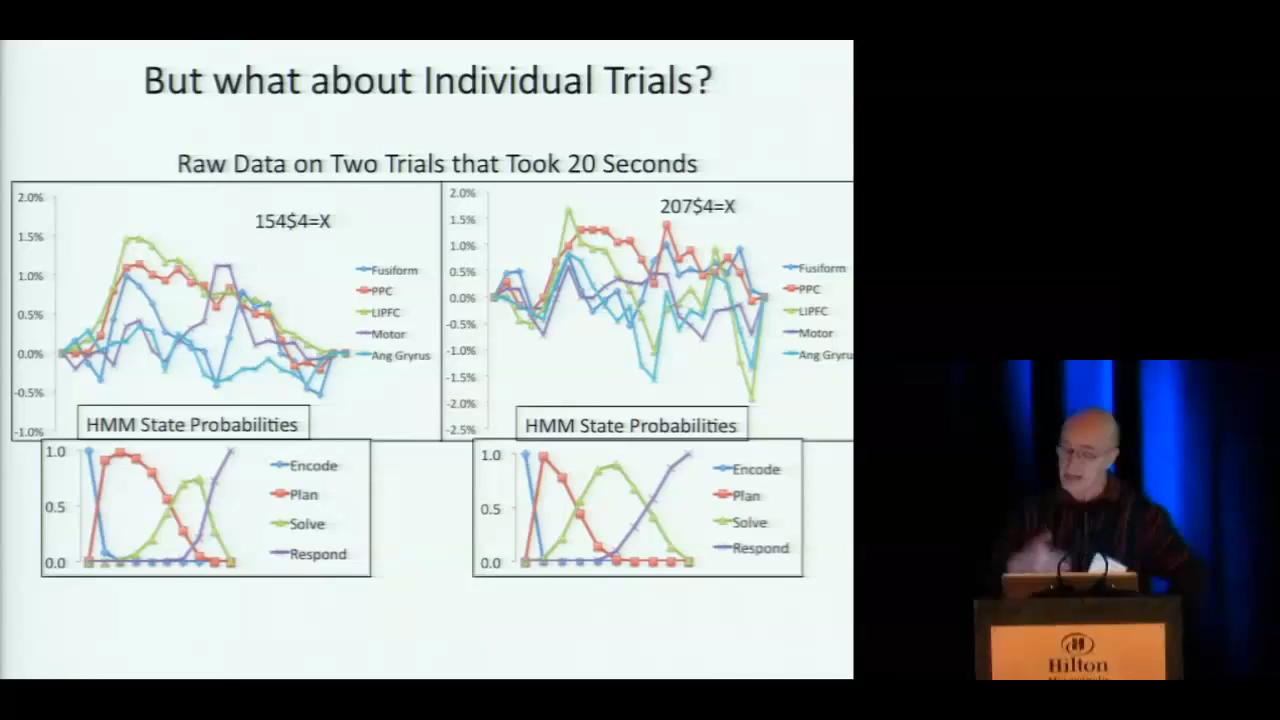 But what about Individual Trials?
Raw Data on Two Trials that Took 20 Seconds
2.0%
1.5%
1.0%
0.5%
0.0%
-0.5%
-1.0%
154$4=X
Fusiform
PPC
LIPFC
Motor
Ang Gryrus
2.0%
1.5%
1.0%
0.5%
0.0%
-0.5%
-1.0%
-1.5%
-2.0%
-2.5%
207$4=X
Fusiform
PPC
LIPFC
Motor
Ang Gryru
HMM State Probabilities
1.0
0.5
0.0
Encode
Plan
Solve
Respond
HMM State Probabilities
1.0
0.5
0.0
Encode
Plan
Solve
Respond
Hilton